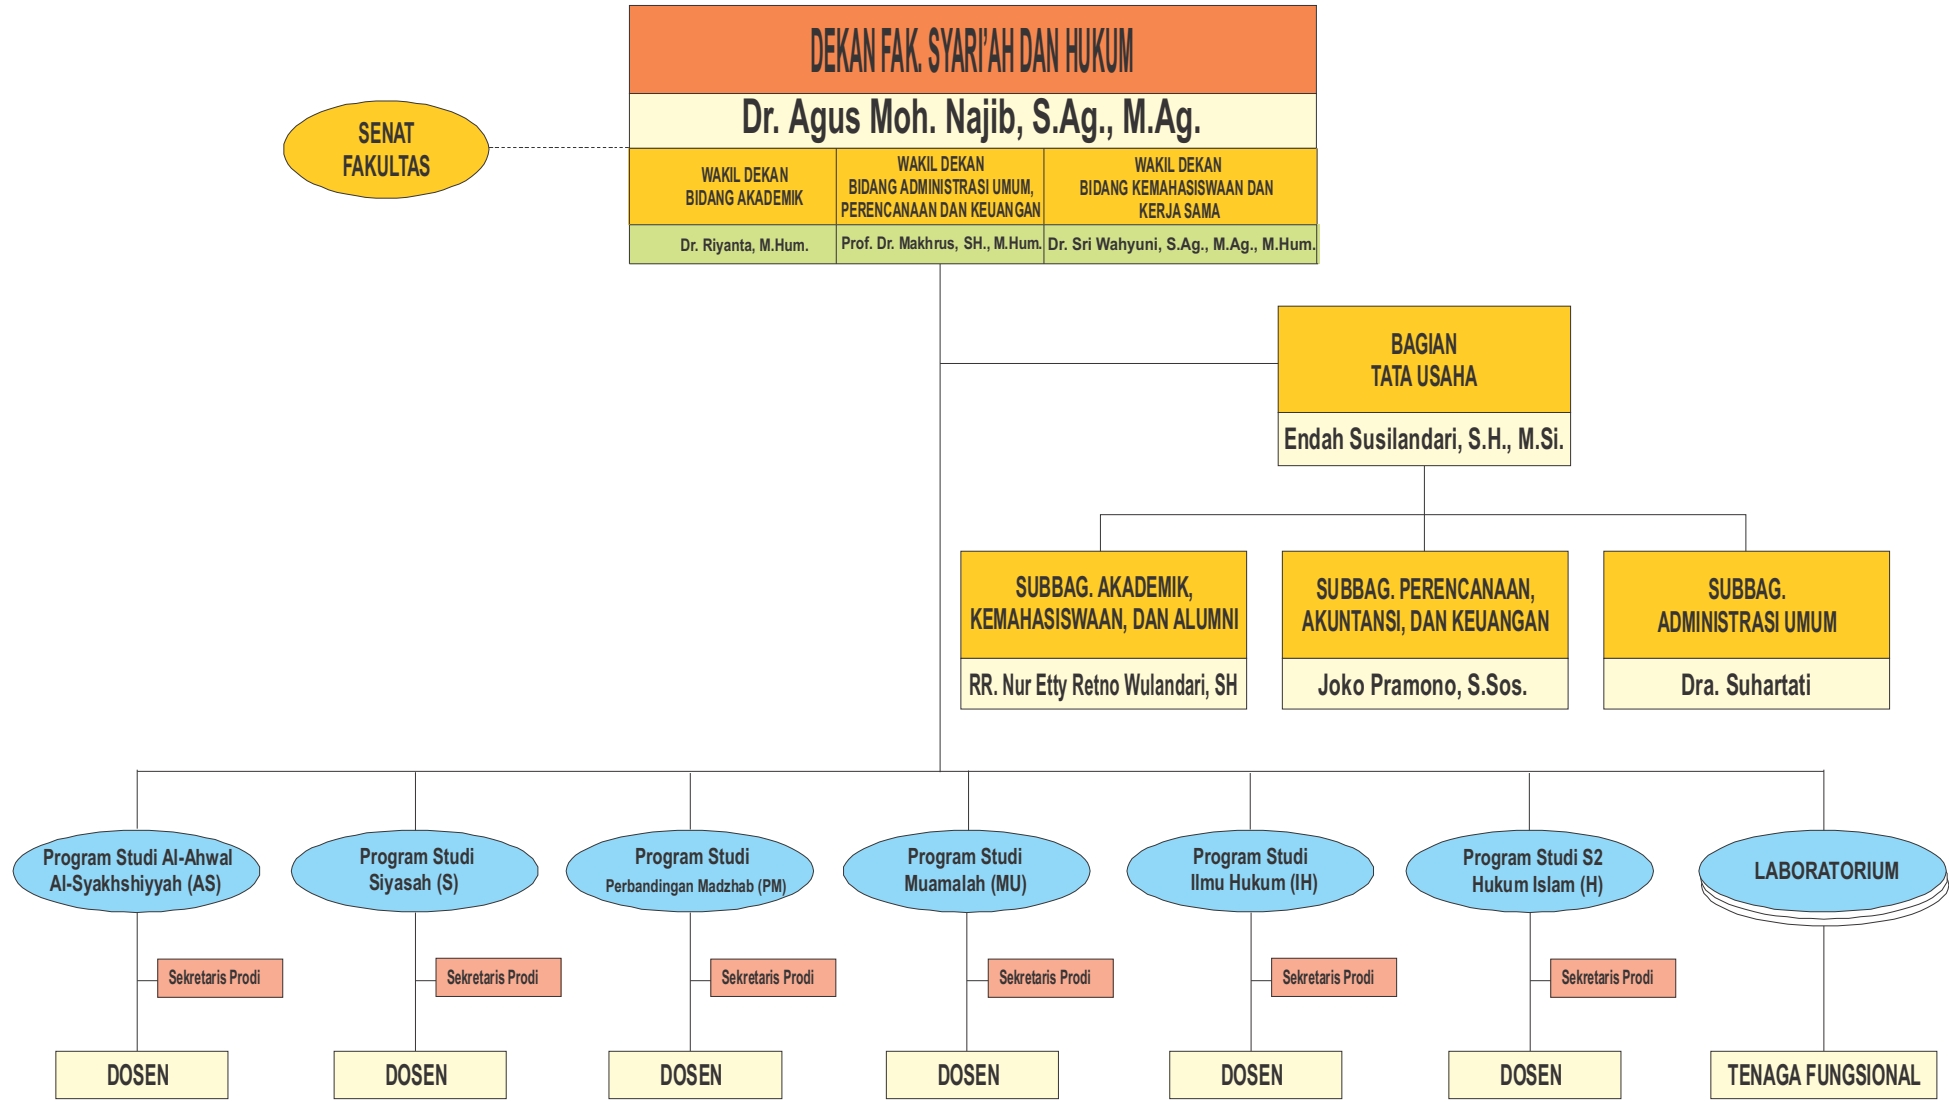 DEKAN FAK. SYARI'AH DAN HUKUM
Dr. Agus Moh. Najib, S.Ag., M.Ag.
SENAT
FAKULTAS
WAKIL DEKAN
BIDANG AKADEMIK
WAKIL DEKAN
BIDANG ADMINISTRASI UMUM,
PERENCANAAN DAN KEUANGAN
WAKIL DEKAN
BIDANG KEMAHASISWAAN DAN
KERJA SAMA
Dr. Riyanta, M.Hum.
Prof. Dr. Makhrus, SH., M.Hum.
Dr. Sri Wahyuni, S.Ag., M.Ag., M.Hum.
BAGIAN
TATA USAHA
Endah Susilandari, S.H., M.Si.
SUBBAG. AKADEMIK,
KEMAHASISWAAN, DAN ALUMNI
RR. Nur Etty Retno Wulandari, SH
SUBBAG. PERENCANAAN,
AKUNTANSI, DAN KEUANGAN
Joko Pramono, S.Sos.
SUBBAG.
ADMINISTRASI UMUM
Dra. Suhartati
Program Studi Al-Ahwal
Al-Syakhshiyyah (AS)
Program Studi
Siyasah (S)
Program Studi
Perbandingan Madzhab (PM)
Program Studi
Muamalah (MU)
Program Studi
Ilmu Hukum (IH)
Program Studi S2
Hukum Islam (H)
LABORATORIUM
Sekretaris Prodi
Sekretaris Prodi
Sekretaris Prodi
Sekretaris Prodi
Sekretaris Prodi
Sekretaris Prodi
DOSEN
DOSEN
DOSEN
DOSEN
DOSEN
DOSEN
TENAGA FUNGSIONAL